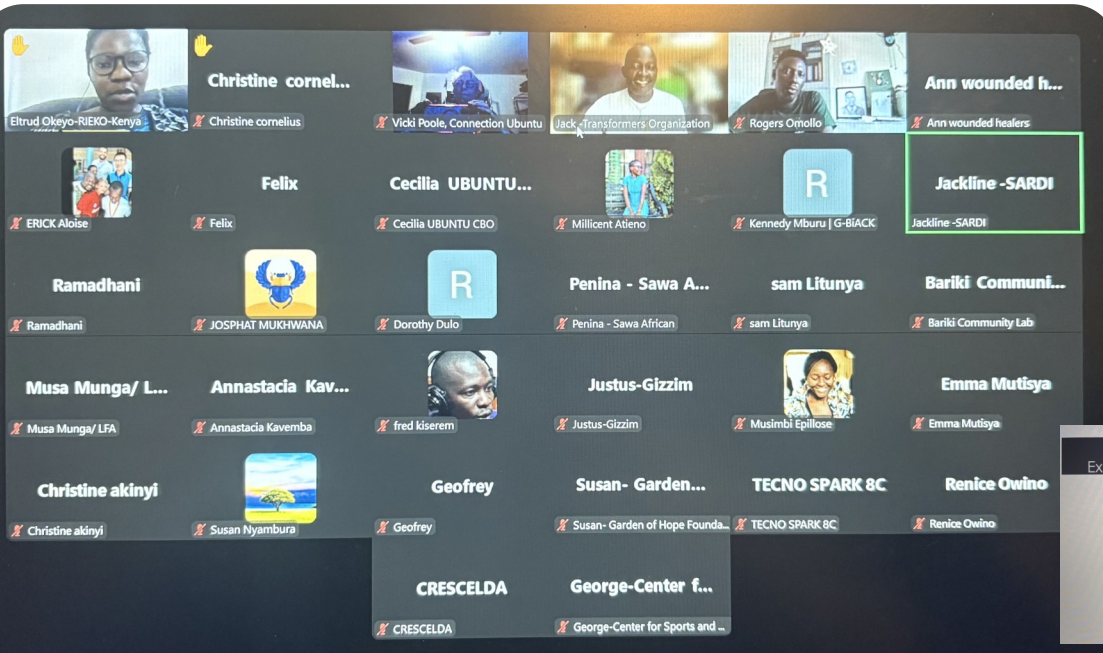 Eltrud Okeyo-RIEKO-Kenya
Christine cornel...
Christine cornelius
Vicki Poole, Connection Ubuntu
Jack -Transformers Organization
Rogers Omollo
Ann wounded h...
Ann wounded healers
ERICK Aloise
Felix
Felix
Cecilia UBUNTU...
Cecilia UBUNTU CBO
Millicent Atieno
R
Kennedy Mburu | G-BiACK
Jackline -SARDI
Jackline -SARDI
Ramadhani
Ramadhani
JOSPHAT MUKHWANA
R
Dorothy Dulo
Penina - Sawa A...
Penina - Sawa African
sam Litunya
sam Litunya
Bariki Communi...
Bariki Community Lab
Musa Munga/ L...
Musa Munga/ LFA
Annastacia Kav...
Annastacia Kavemba
fred kiserem
Justus-Gizzim
Justus-Gizzim
Musimbi Epillose
Emma Mutisya
Emma Mutisya
Christine akinyi
Christine akinyi
Susan Nyambura
Geofrey
Geofrey
Susan- Garden...
Susan- Garden of Hope Founda...
TECNO SPARK 8C
TECNO SPARK 8C
Renice Owino
Renice Owino
Ex
CRESCELDA
CRESCELDA
George-Center f...
George-Center for Sports and ...